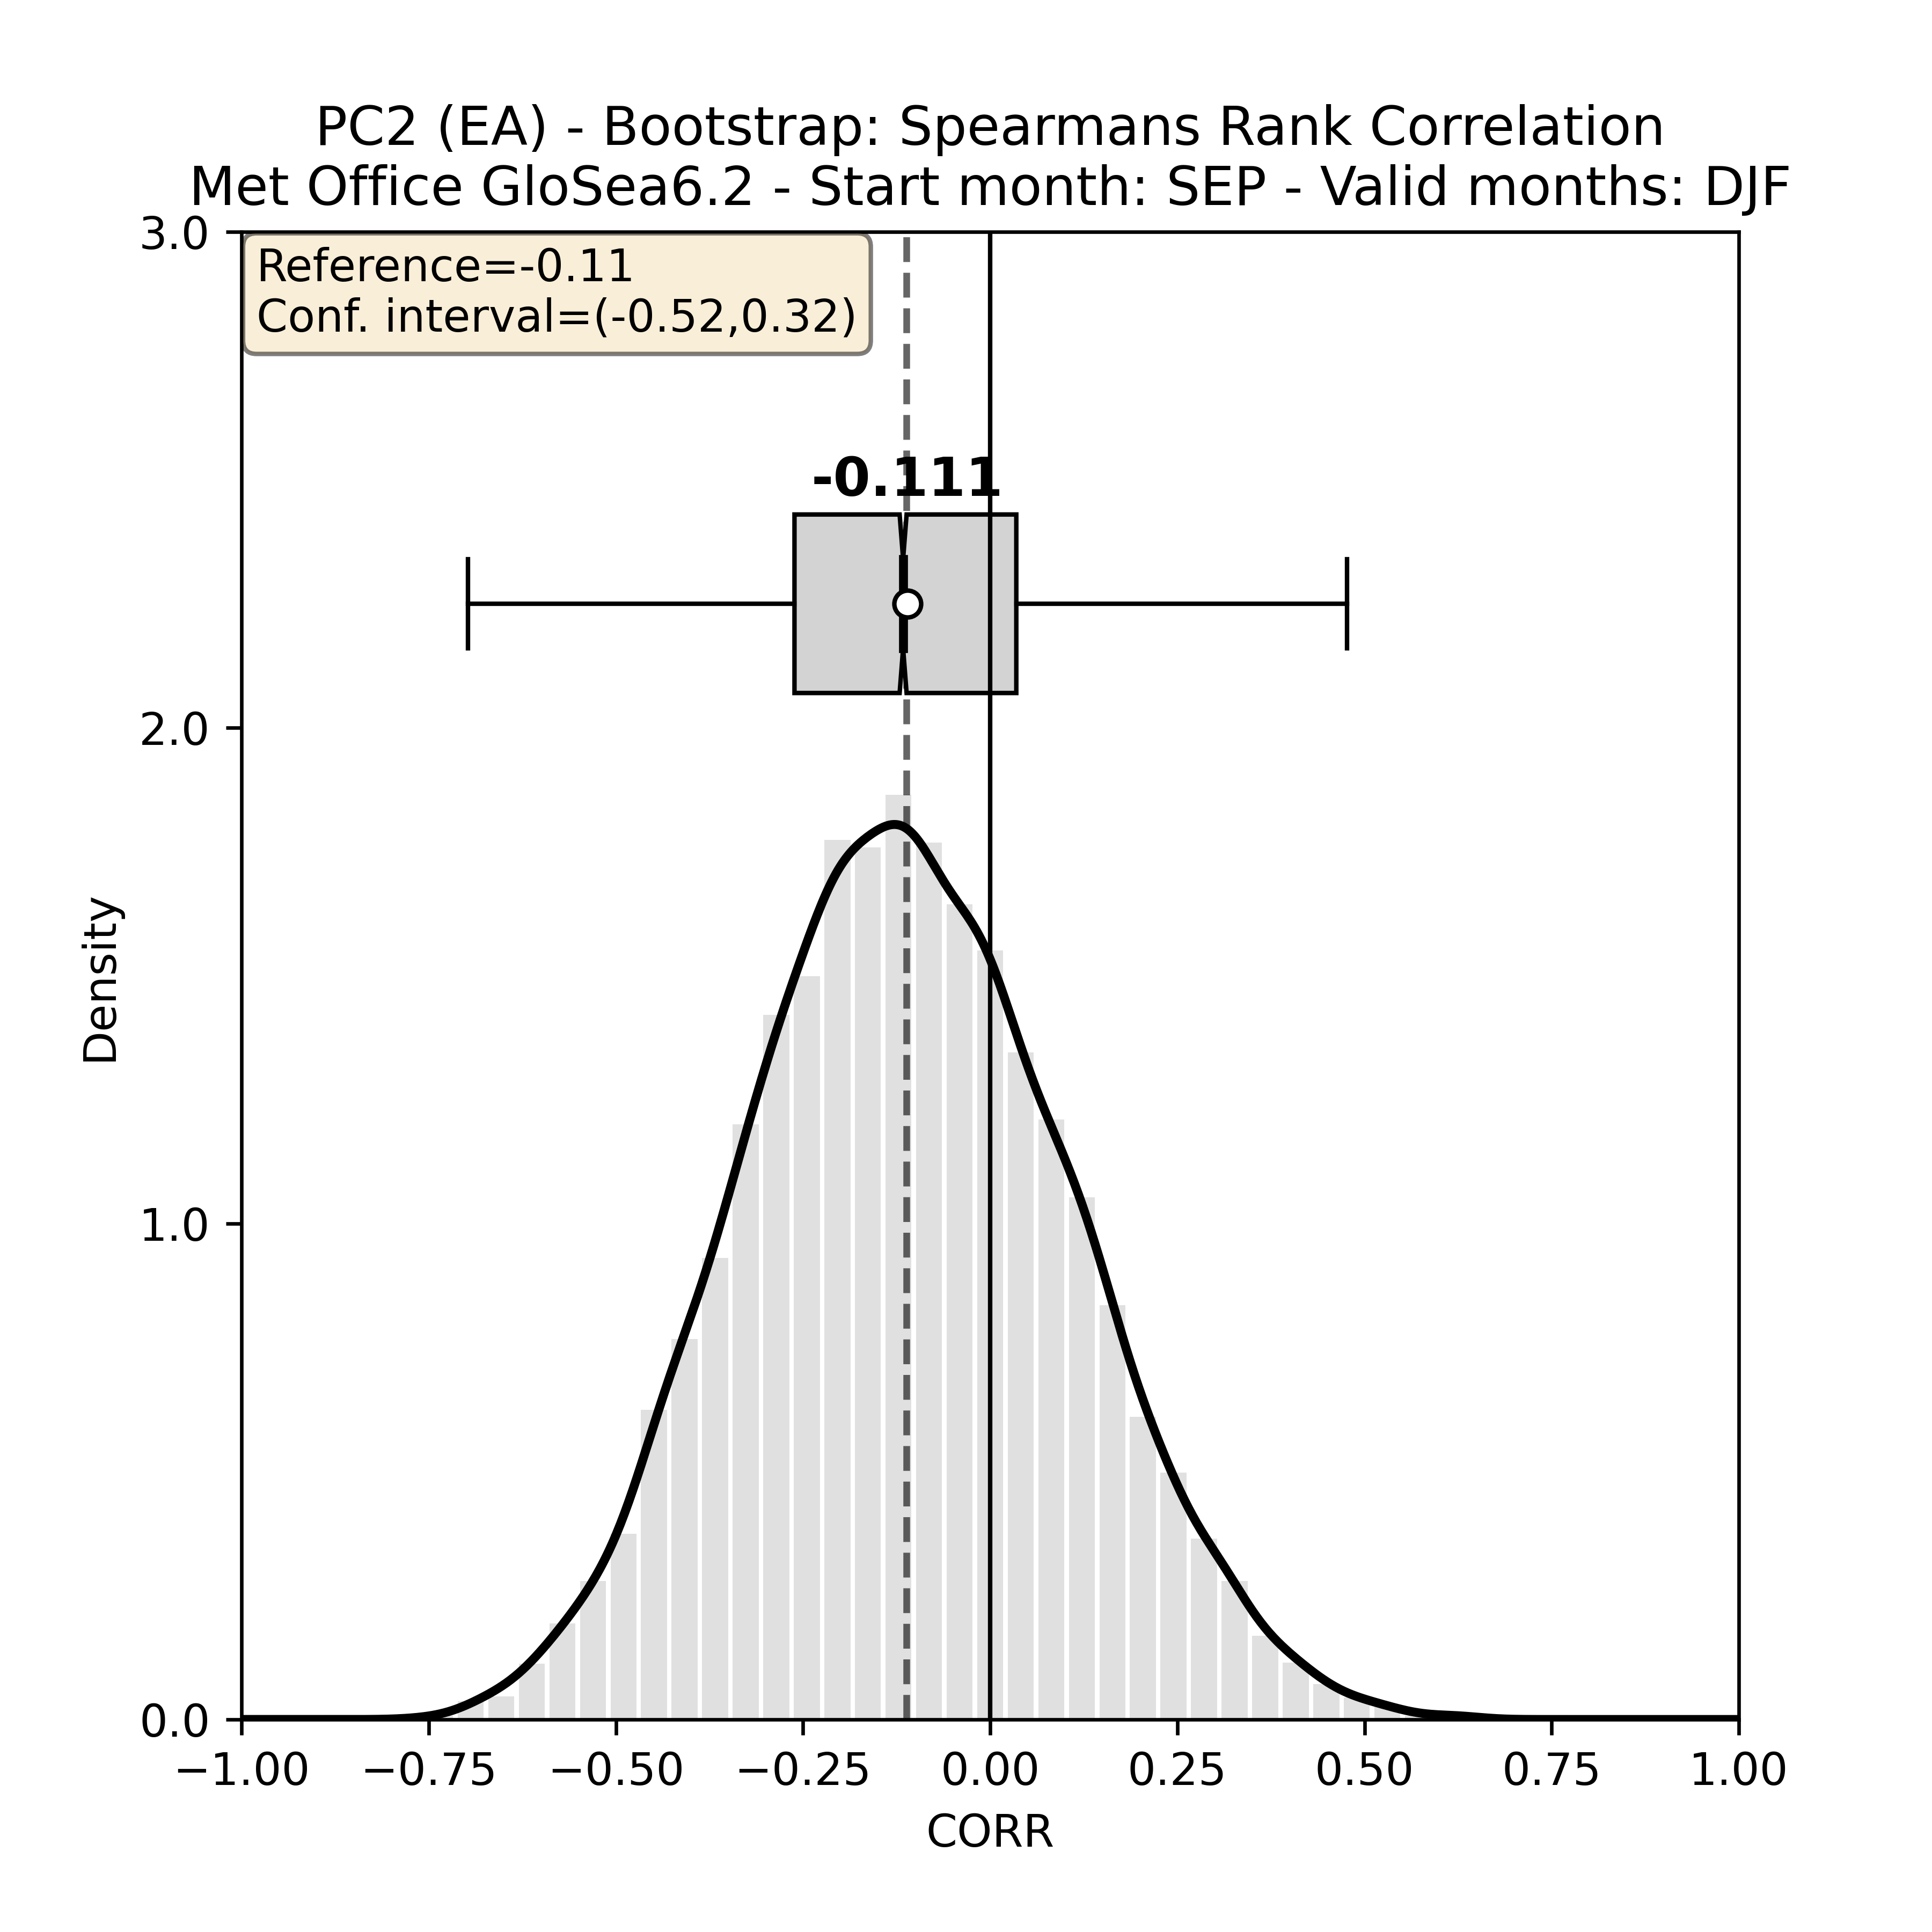 PC2 (EA) - Bootstrap: Spearmans Rank Correlation
Met Office GloSea6.2 - Start month: SEP - Valid months: DJF
3.0
Reference=-0.11
Conf. interval=(-0.52,0.32)
-0.111
2.0
Density
1.0
0.0
−1.00 −0.75 −0.50 −0.25 0.00 0.25 0.50 0.75 1.00
CORR